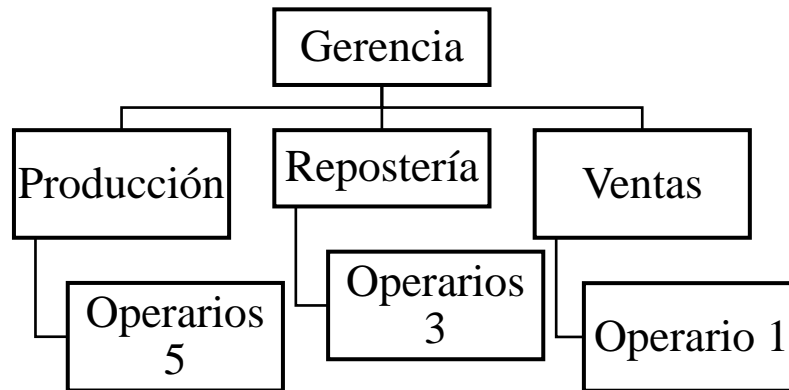 Gerencia
Producción
Repostería
Ventas
Operarios
5
Operarios
3
Operario 1